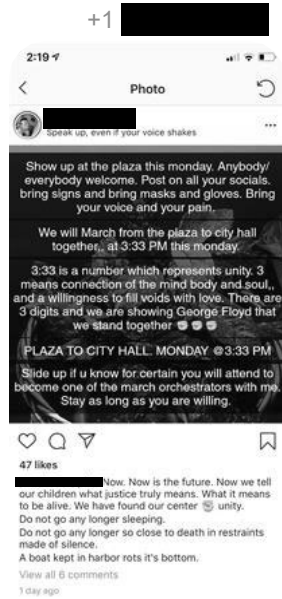 +1
2:19
Photo
Speak up, even if your voice shakes
Show up at the plaza this monday. Anybody/
everybody welcome. Post on all your socials.
bring signs and bring masks and gloves. Bring
your voice and your pain.
We will March from the plaza to city hall
together,, at 3:33 PM this monday.
3:33 is a number which represents unity. 3
means connection of the mind body and soul,,
and a willingness to fill voids with love. There are
3 digits and we are showing George Floyd that
we stand together ✊✊✊
PLAZA TO CITY HALL. MONDAY @3:33 PM
Slide up if u know for certain you will attend to
become one of the march orchestrators with me.
Stay as long as you are willing.
47 likes
Now. Now is the future. Now we tell
our children what justice truly means. What it means
to be alive. We have found our center ✊ unity.
Do not go any longer sleeping.
Do not go any longer so close to death in restraints
made of silence.
A boat kept in harbor rots it's bottom.
View all 6 comments
1 day ago